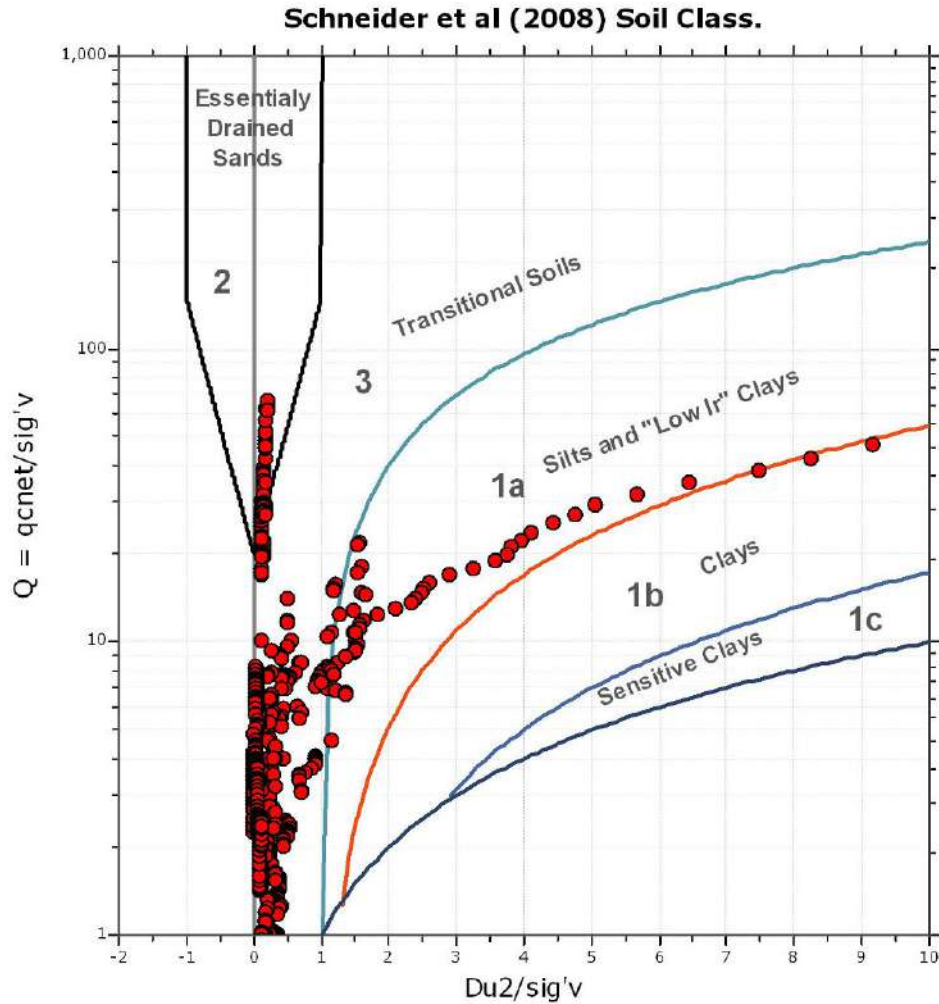 Schneider et al (2008) Soil Class.
1,000
Essentialy
Drained
Sands
2
Transitional Soils
3
100
Silts and "Low Ir" Clays
1a
Q = qcnet/sig'v
Clays
1b
10
1c
Sensitive Clays
1
-2 -1 0 1 2 3 4 5 6 7 8 9 10
Du2/sig'v